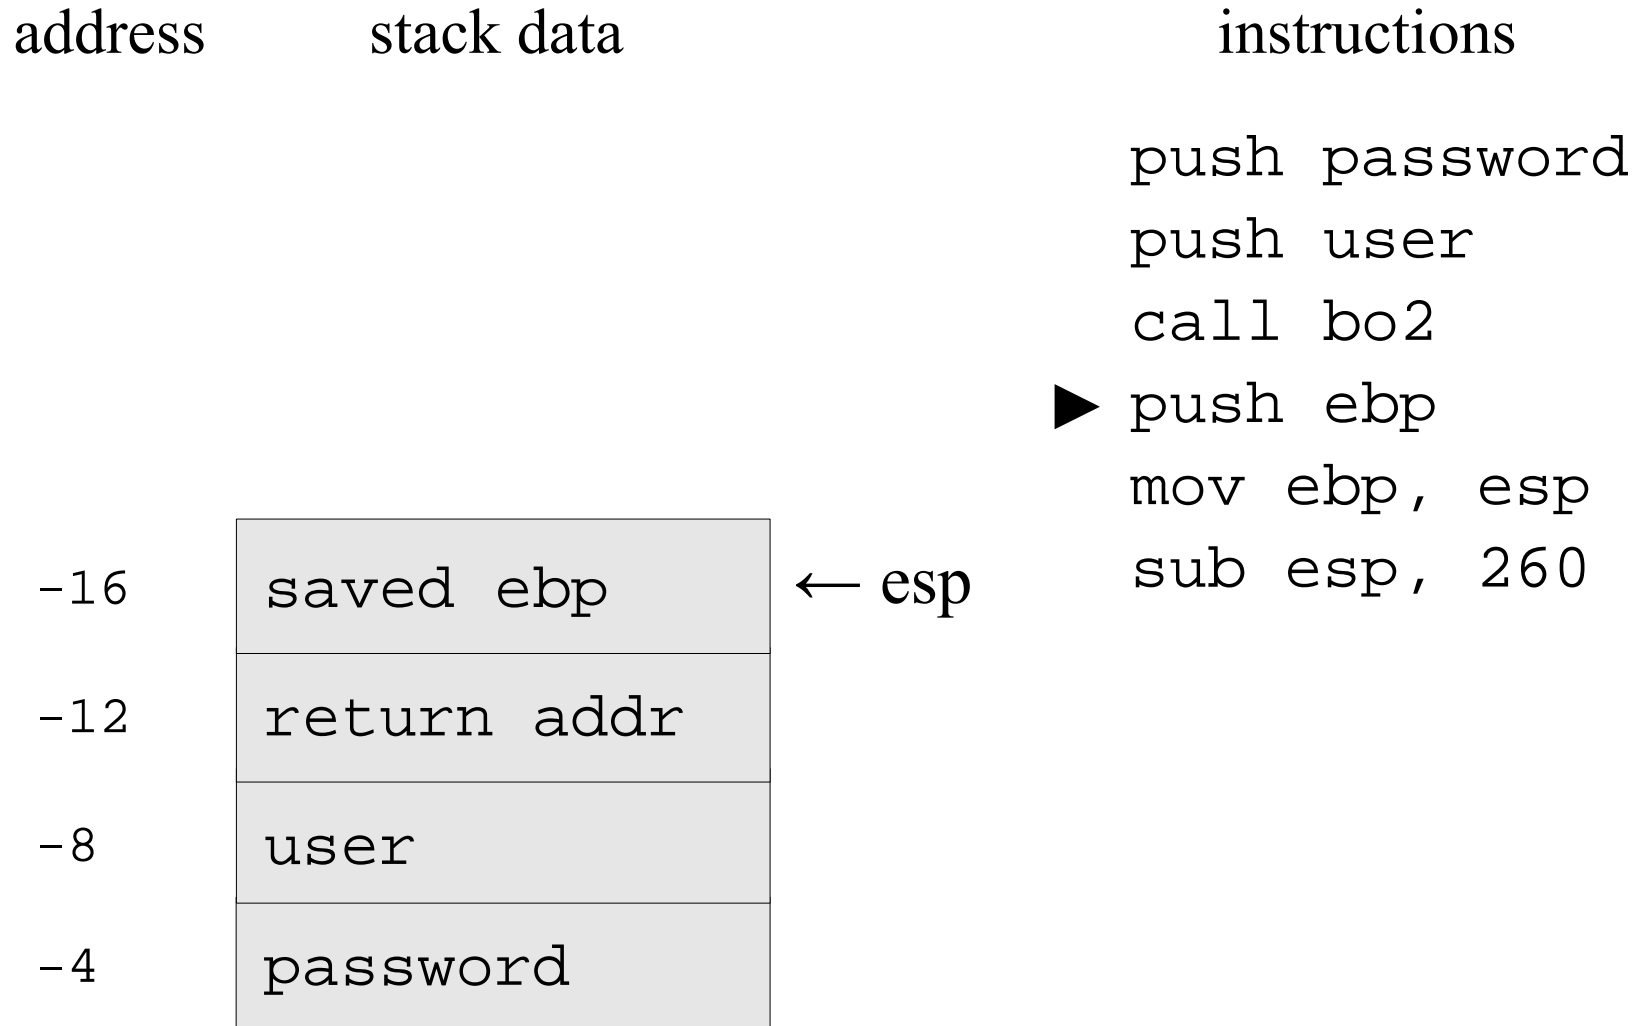 address stack data instructions
push password
push user
call bo2
▶ push ebp
mov ebp, esp
-16 saved ebp ← esp sub esp, 260
-12 return addr
-8 user
-4 password